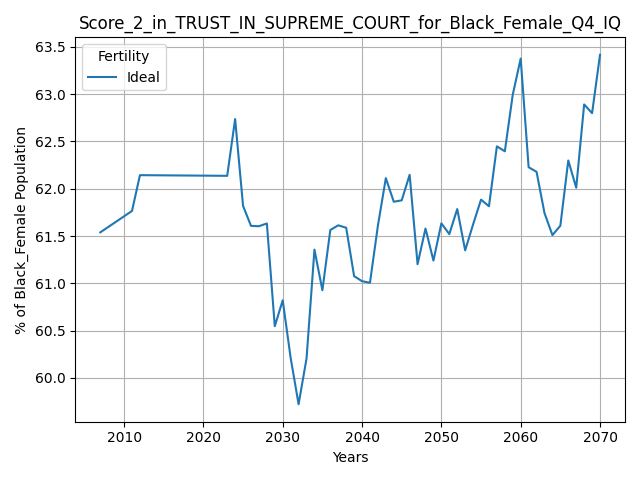 Score_2_in_TRUST_IN_SUPREME_COURT_for_Black_Female_Q4_IQ
Fertility
Ideal
63.5
63.0
62.5
62.0
61.5
61.0
60.5
60.0
% of Black_Female Population
2010 2020 2030 2040 2050 2060 2070
Years